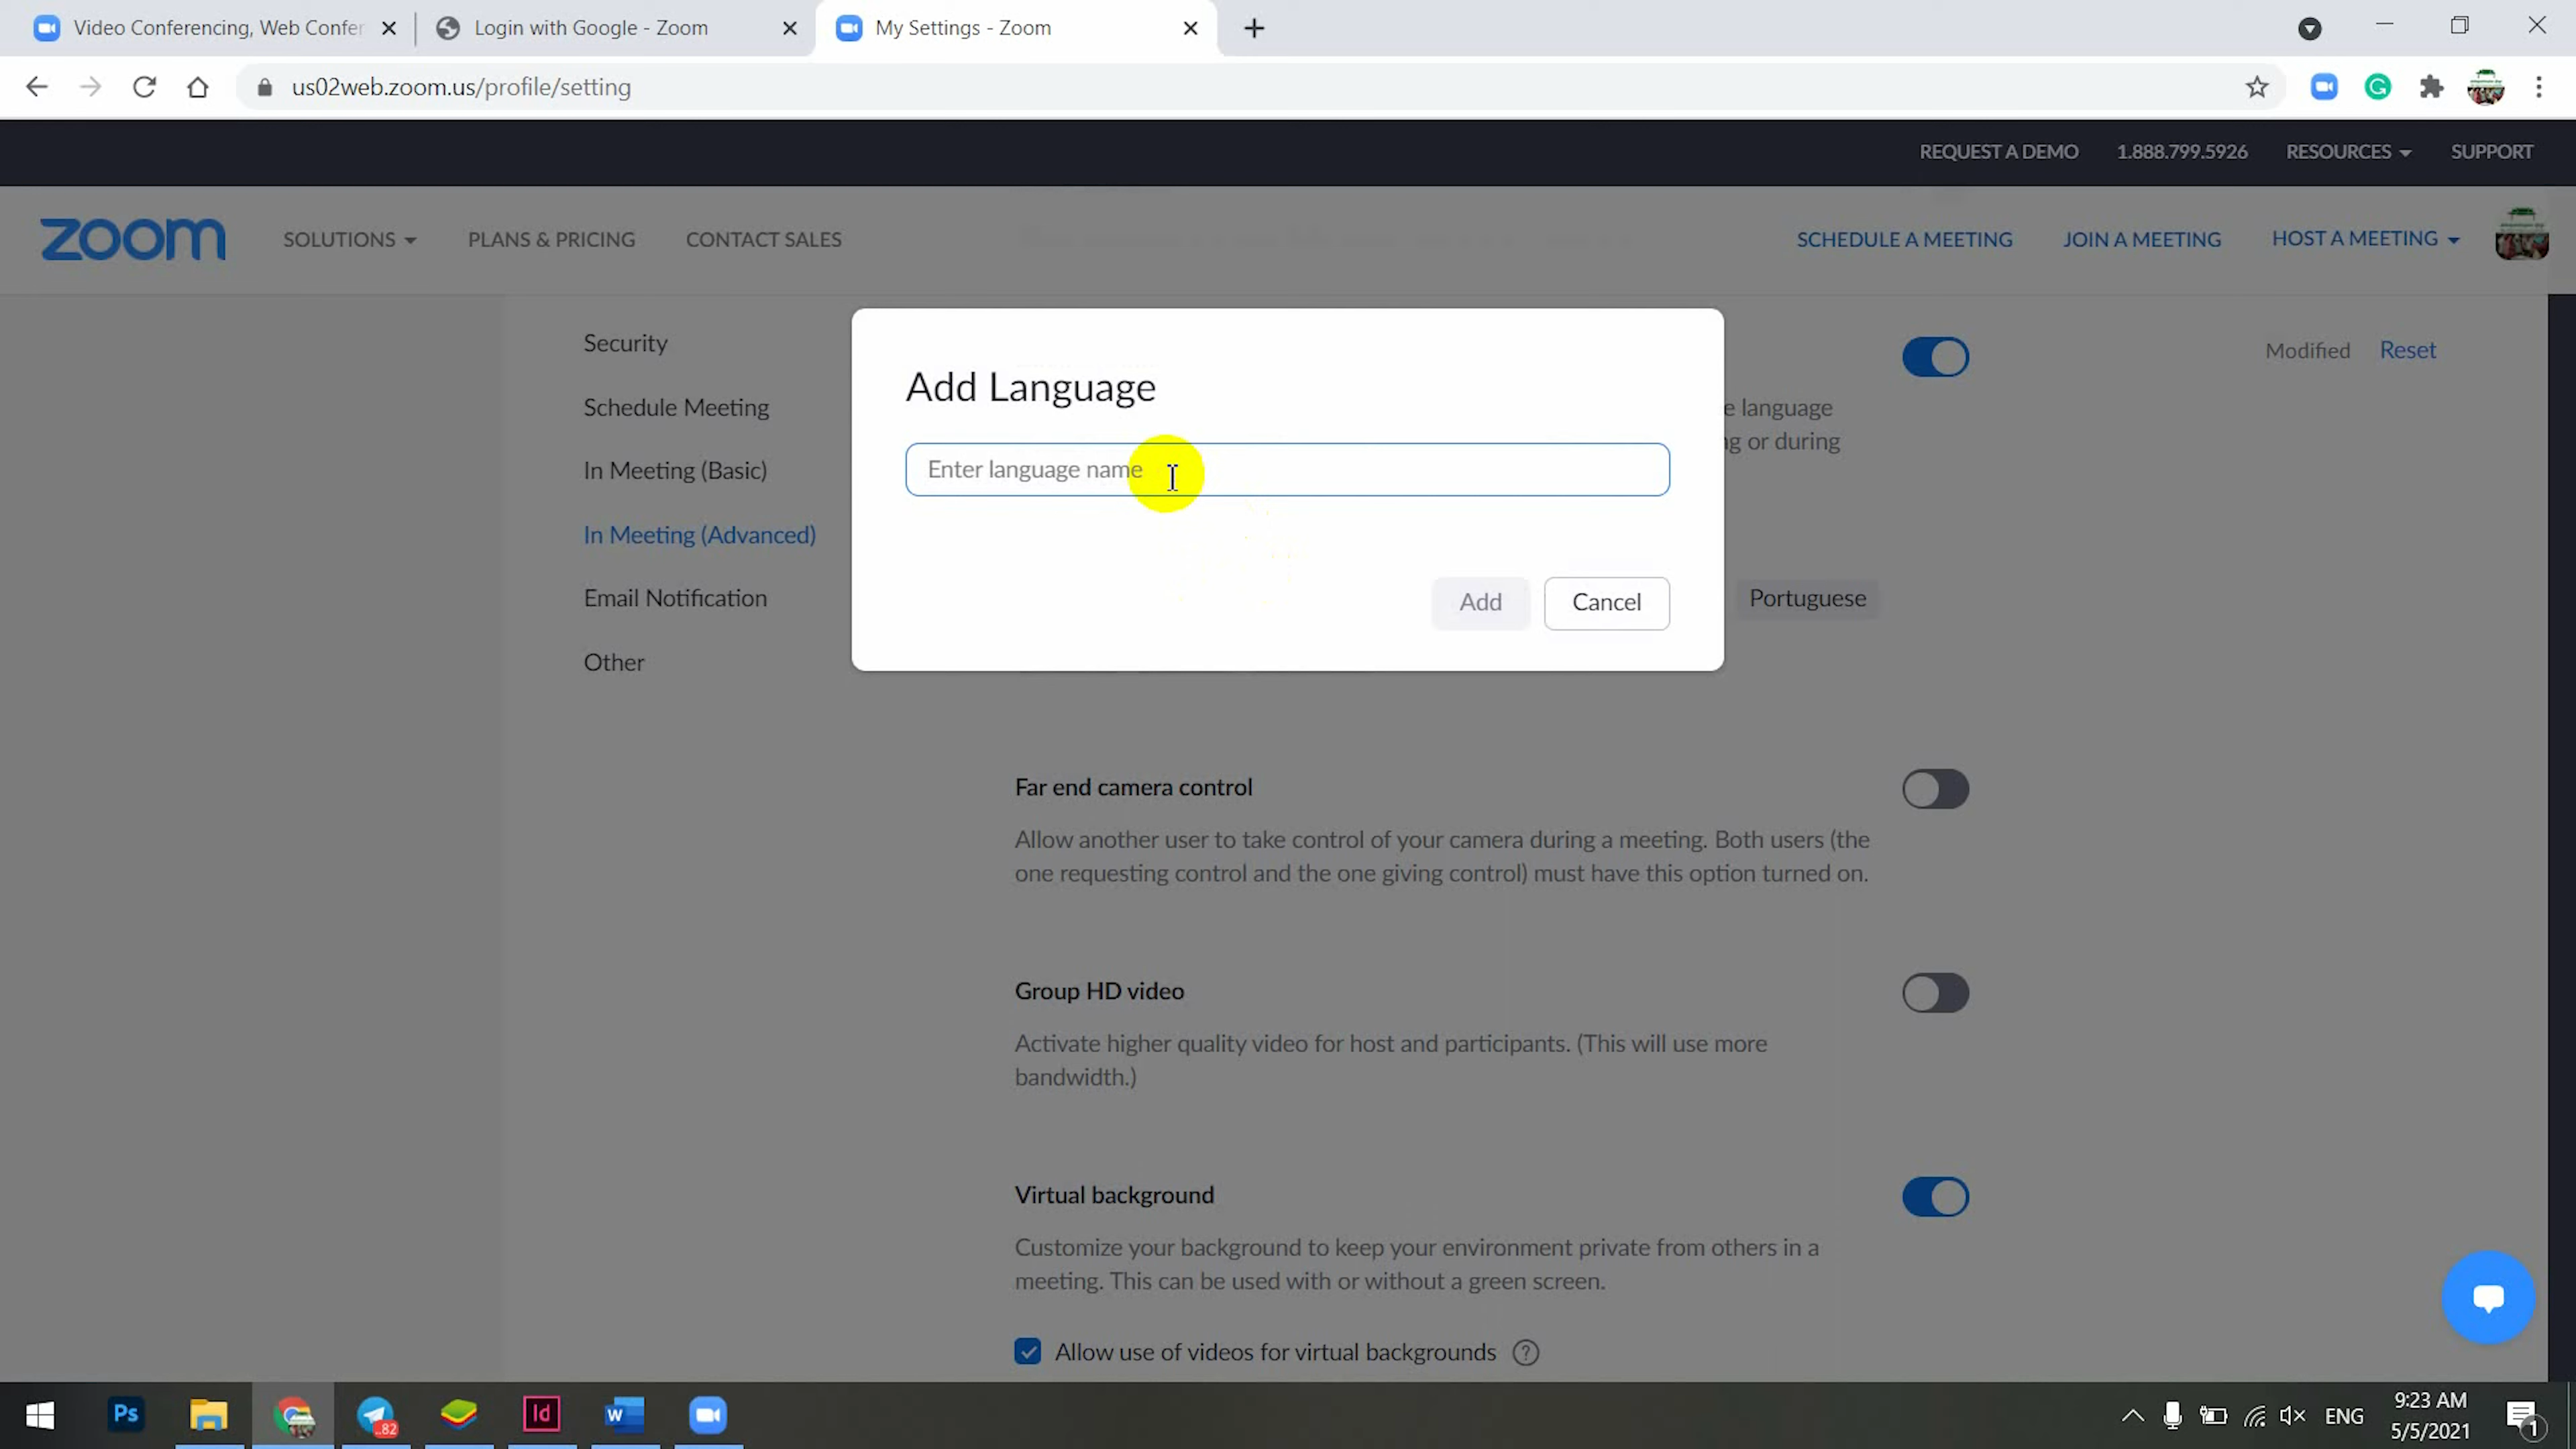 Video Conferencing, Web Confer
Login with Google - Zoom
My Settings - Zoom
us02web.zoom.us/profile/setting
REQUEST A DEMO
1.888.799.5926
RESOURCES
SUPPORT
zoom
SOLUTIONS
PLANS & PRICING
CONTACT SALES
SCHEDULE A MEETING
JOIN A MEETING
HOST A MEETING
Security
Schedule Meeting
In Meeting (Basic)
In Meeting (Advanced)
Email Notification
Other
Modified
Reset
e language
ng or during
Add Language
Enter language name
Add
Cancel
Portuguese
Far end camera control
Allow another user to take control of your camera during a meeting. Both users (the
one requesting control and the one giving control) must have this option turned on.
Group HD video
Activate higher quality video for host and participants. (This will use more
bandwidth.)
Virtual background
Customize your background to keep your environment private from others in a
meeting. This can be used with or without a green screen.
Allow use of videos for virtual backgrounds
?
Ps
..82
Id
W
ENG
9:23 AM
5/5/2021
1